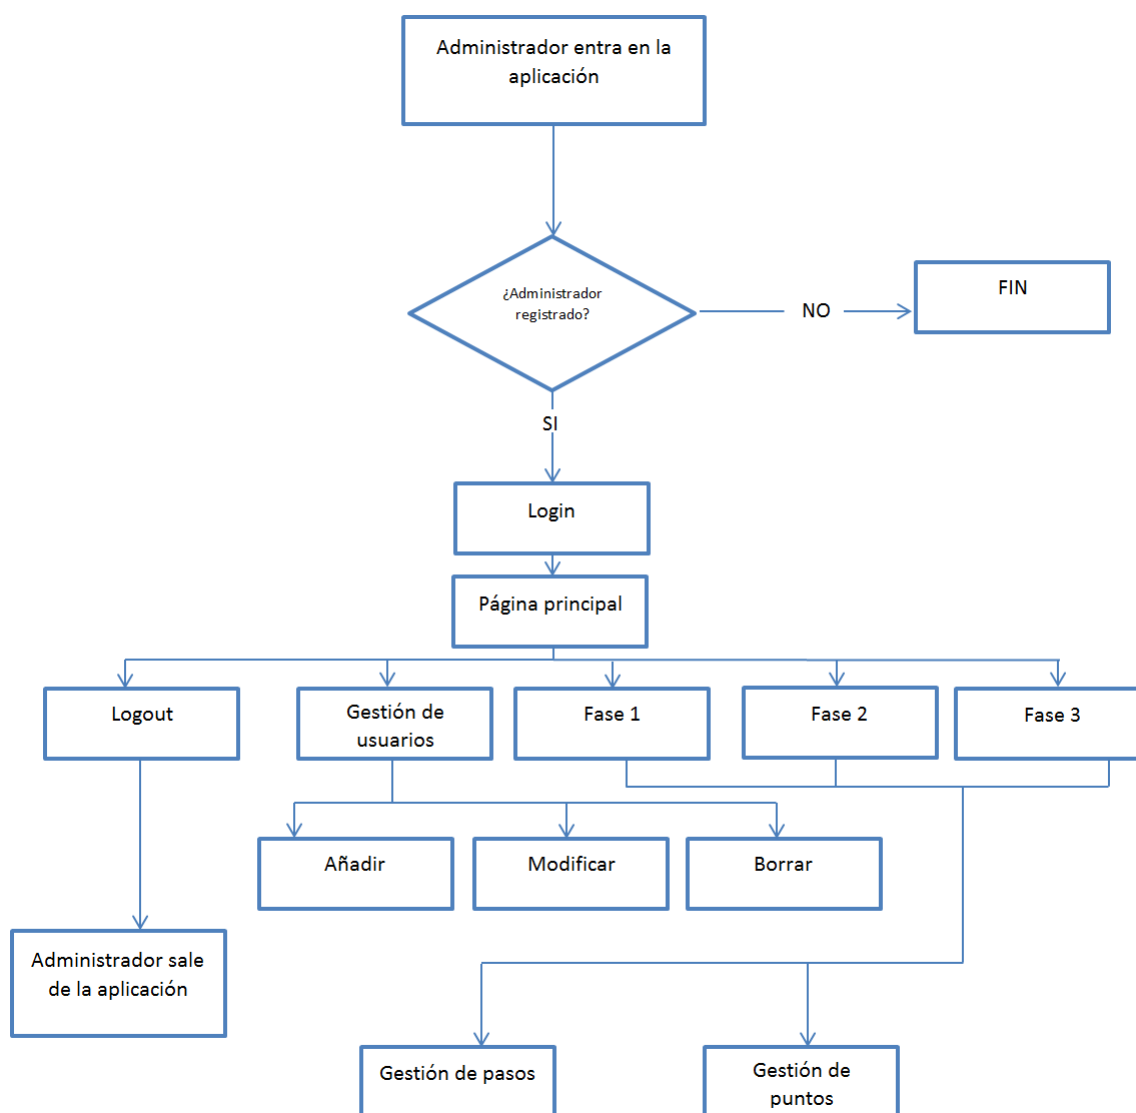 Administrador entra en la
aplicación
¿Administrador
registrado?
NO
FIN
SI
Login
Página principal
Logout
Gestión de
usuarios
Fase 1
Fase 2
Fase 3
Añadir
Modificar
Borrar
Administrador sale
de la aplicación
Gestión de pasos
Gestión de
puntos